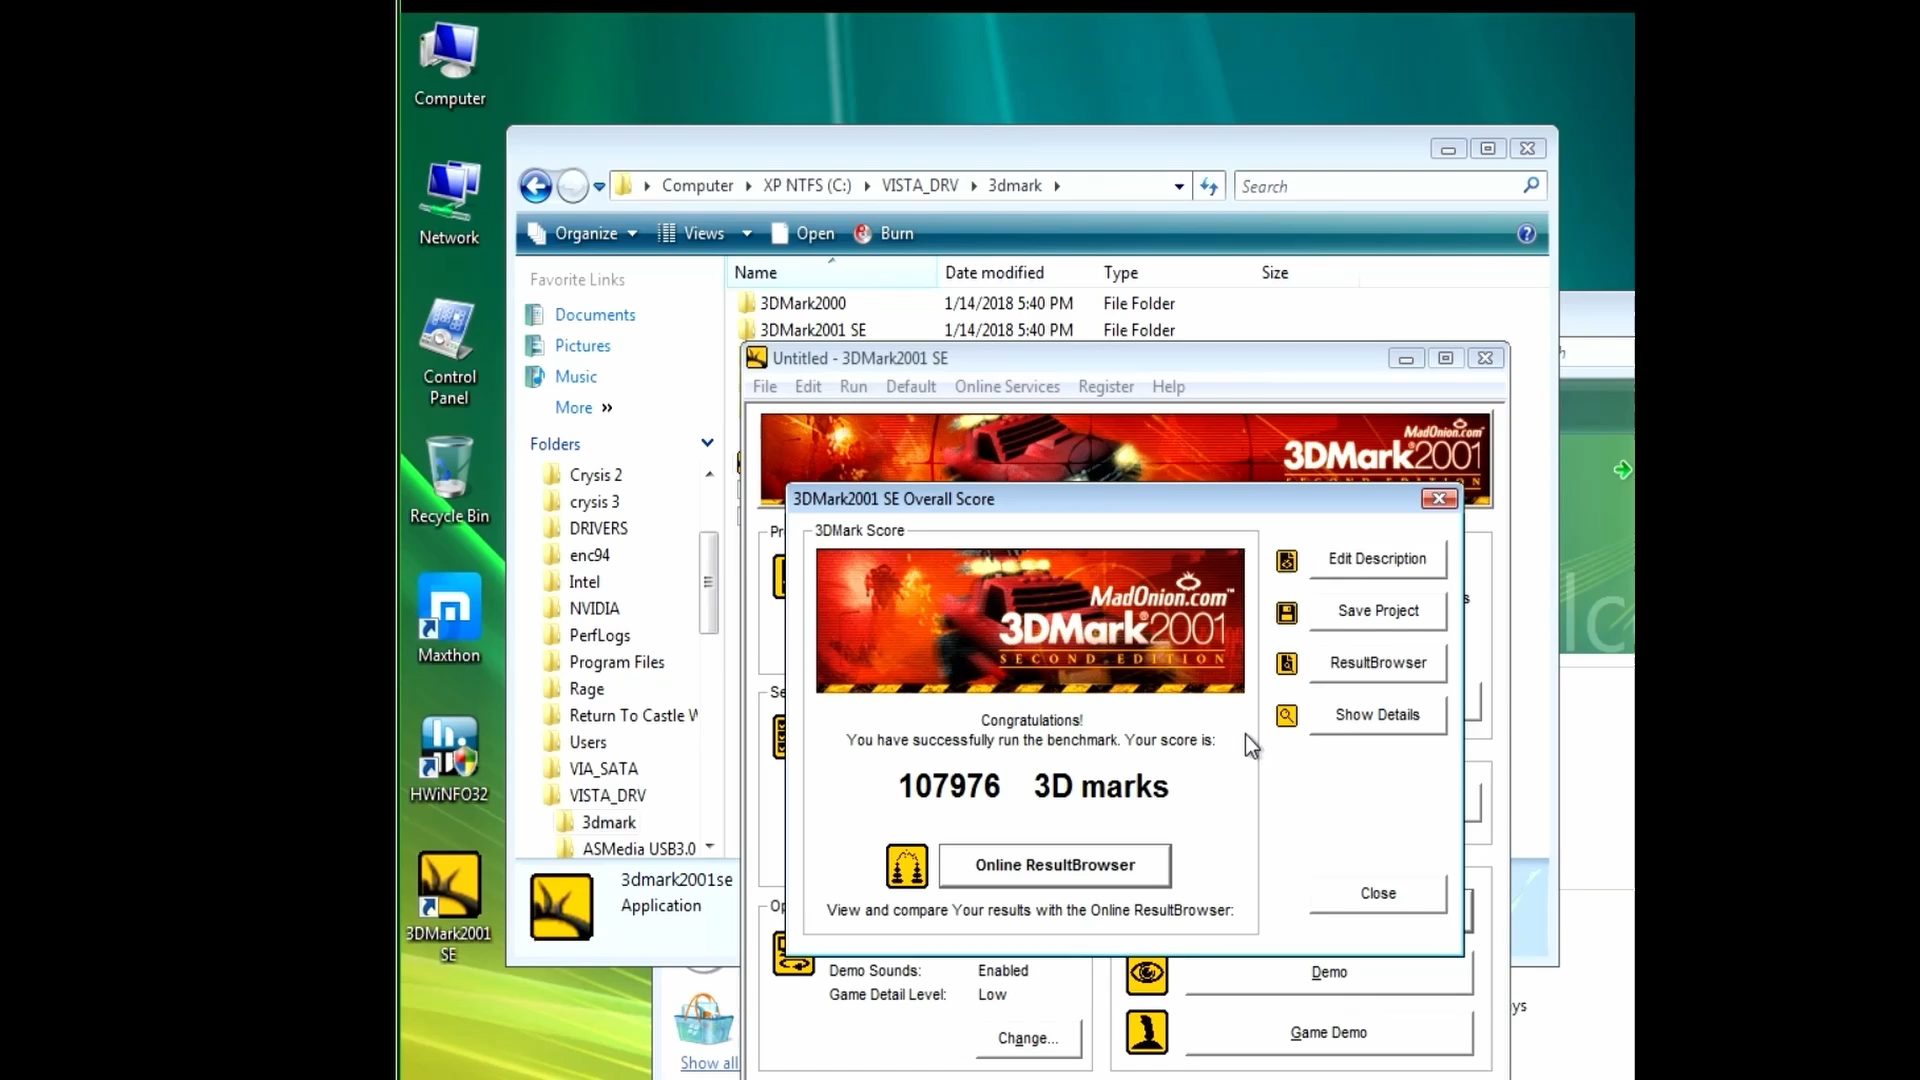 Computer
Network
Control
Panel
Recycle Bin
Maxthon
HWiNFO32
3DMark2001
SE
Computer
XP NTFS (C:)
VISTA_DRV
3dmark
Search
Organize
Views
Open
Burn
Favorite Links
Documents
Pictures
Music
More »
Folders
Crysis 2
crysis 3
DRIVERS
enc94
Intel
NVIDIA
PerfLogs
Program Files
Rage
Return To Castle W
Users
VIA_SATA
VISTA_DRV
3dmark
ASMedia USB3.0
Name Date modified Type Size
3DMark2000 1/14/2018 5:40 PM File Folder
3DMark2001 SE 1/14/2018 5:40 PM File Folder
3dmark2001se
Application
Untitled - 3DMark2001 SE
File Edit Run Default Online Services Register Help
MadOnion.com
3DMark®2001
3DMark2001 SE Overall Score
3DMark Score
MadOnion.com™
3DMark®2001
SECOND EDITION
Congratulations!
You have successfully run the benchmark. Your score is:
107976 3D marks
Online ResultBrowser
View and compare Your results with the Online ResultBrowser:
Edit Description
Save Project
ResultBrowser
Show Details
Close
Demo Sounds: Enabled
Game Detail Level: Low
Change...
Demo
Game Demo
Show all